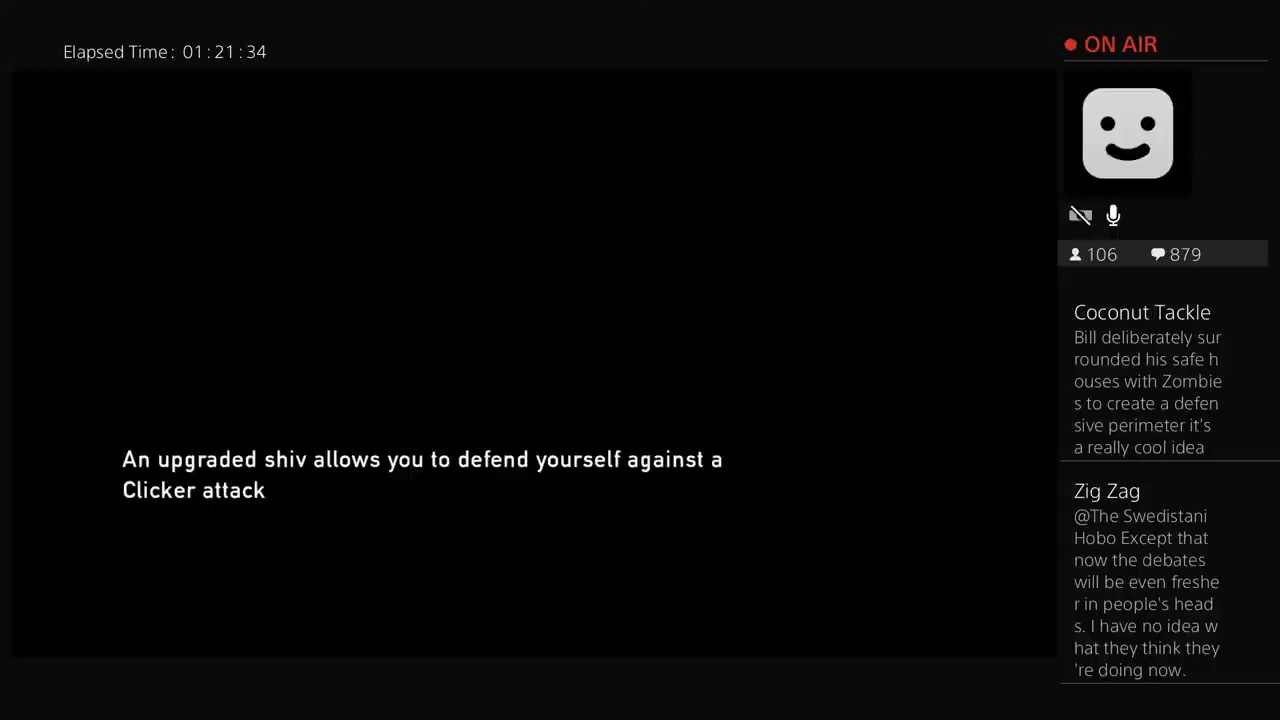 Elapsed Time: 01:21:34
ON AIR
106 879
Coconut Tackle
Bill deliberately sur
rounded his safe h
ouses with Zombie
s to create a defen
sive perimeter it's
a really cool idea
An upgraded shiv allows you to defend yourself against a
Clicker attack
Zig Zag
@The Swedistani
Hobo Except that
now the debates
will be even freshe
r in people's head
s. I have no idea w
hat they think they
're doing now.